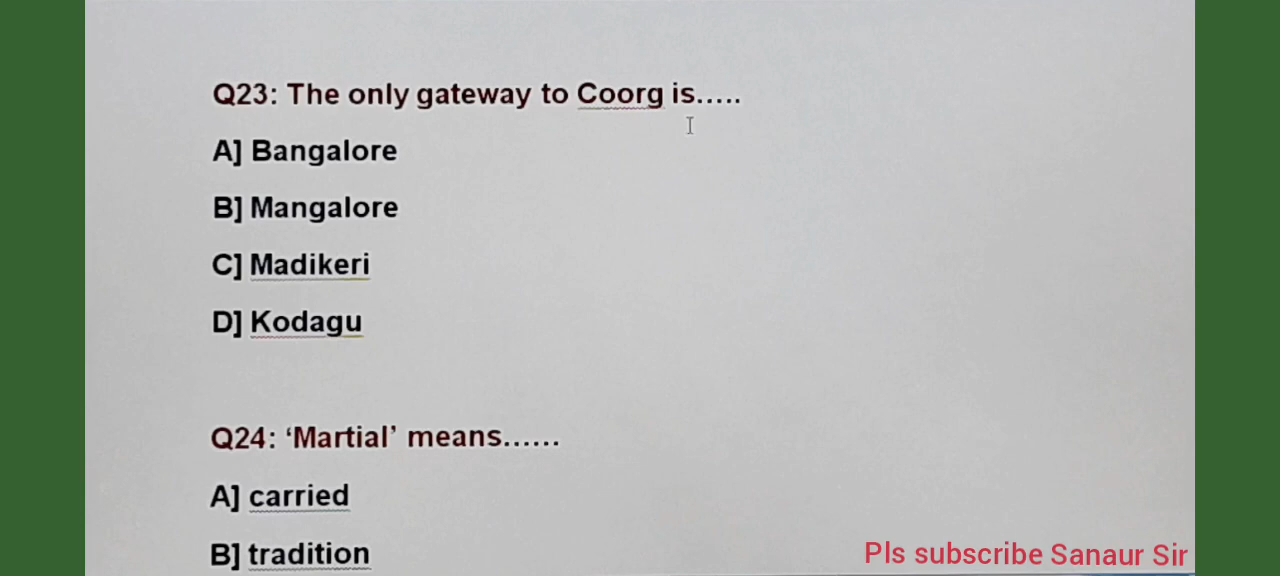 Q23: The only gateway to Coorg is.....
A] Bangalore
B] Mangalore
C] Madikeri
D] Kodagu
Q24: ‘Martial’ means......
A] carried
B] tradition
Pls subscribe Sanaur Sir